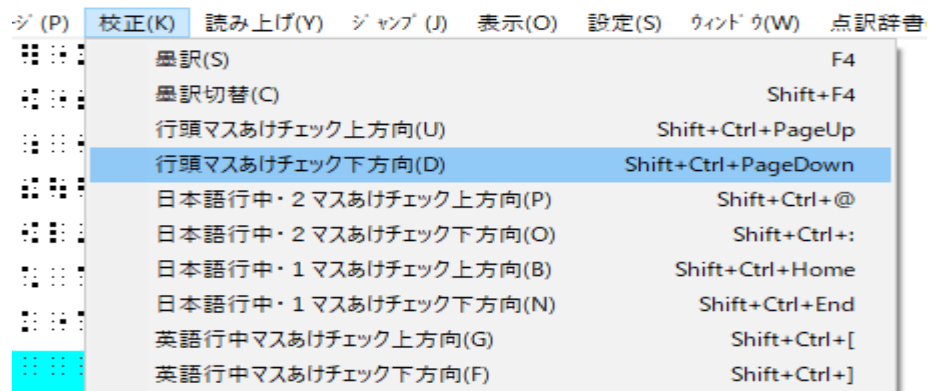 ｼﾞ(P) 校正(K) 読み上げ(Y) ｼﾞｬﾝﾌﾟ(J) 表示(O) 設定(S) ｳｨﾝﾄﾞｳ(W) 点訳辞書
墨訳(S) F4
墨訳切替(C) Shift+F4
行頭マスあけチェック上方向(U) Shift+Ctrl+PageUp
行頭マスあけチェック下方向(D) Shift+Ctrl+PageDown
日本語行中・２マスあけチェック上方向(P) Shift+Ctrl+@
日本語行中・２マスあけチェック下方向(O) Shift+Ctrl+:
日本語行中・１マスあけチェック上方向(B) Shift+Ctrl+Home
日本語行中・１マスあけチェック下方向(N) Shift+Ctrl+End
英語行中マスあけチェック上方向(G) Shift+Ctrl+[
英語行中マスあけチェック下方向(F) Shift+Ctrl+]